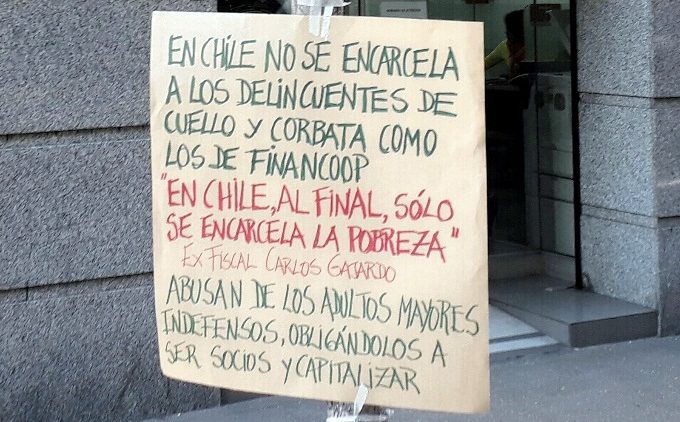 EN CHILE NO SE ENCARCELA
A LOS DELINCUENTES DE
CUELLO Y CORBATA COMO
LOS DE FINANCOOP
"EN CHILE, AL FINAL, SÓLO
SE ENCARCELA LA POBREZA"
EX FISCAL CARLOS GAJARDO
ABUSAN DE LOS ADULTOS MAYORES
INDEFENSOS, OBLIGÁNDOLOS A
SER SOCIOS Y CAPITALIZAR